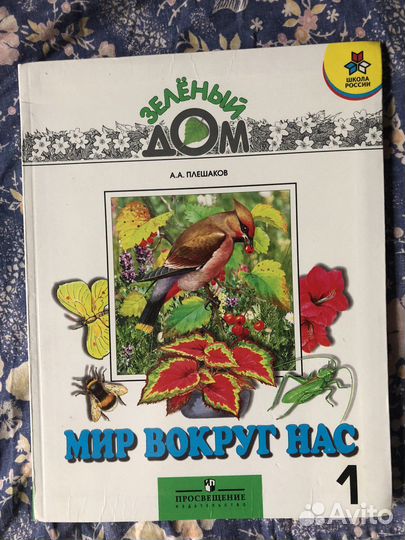 ЗЕЛЁНЫЙ
ДОМ
ШКОЛА
РОССИИ
А.А. ПЛЕШАКОВ
МИР ВОКРУГ НАС
ПРОСВЕЩЕНИЕ
ИЗДАТЕЛЬСТВО
1
Avito